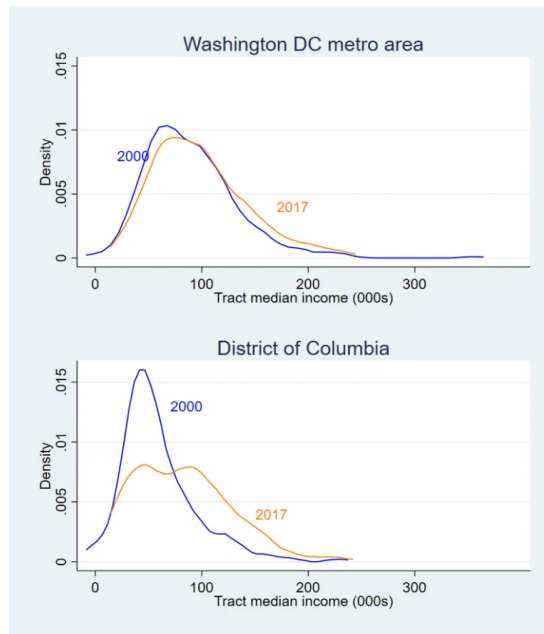 Washington DC metro area
.015
.01
.005
0
Density
2000
2017
0 100 200 300
Tract median income (000s)
District of Columbia
.015
.01
.005
0
Density
2000
2017
0 100 200 300
Tract median income (000s)